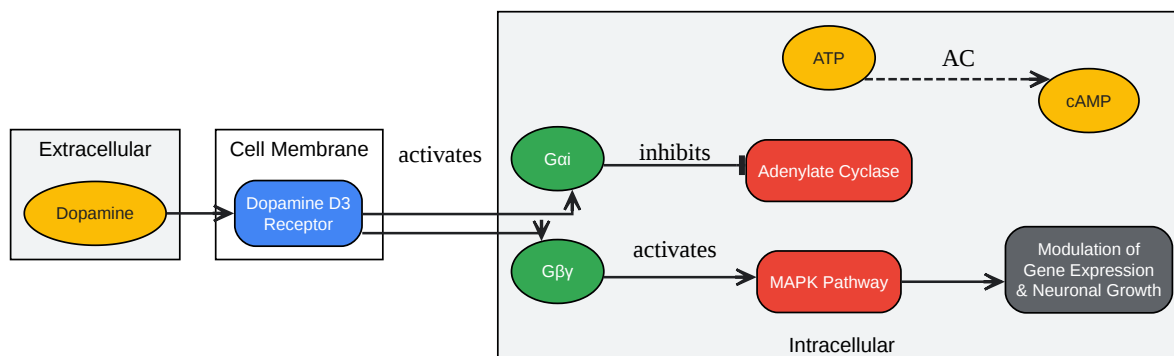 Extracellular
Dopamine
Cell Membrane
Dopamine D3
Receptor
activates
ATP
AC
cAMP
Gαi
inhibits
Adenylate Cyclase
Gβγ
activates
MAPK Pathway
Modulation of
Gene Expression
& Neuronal Growth
Intracellular